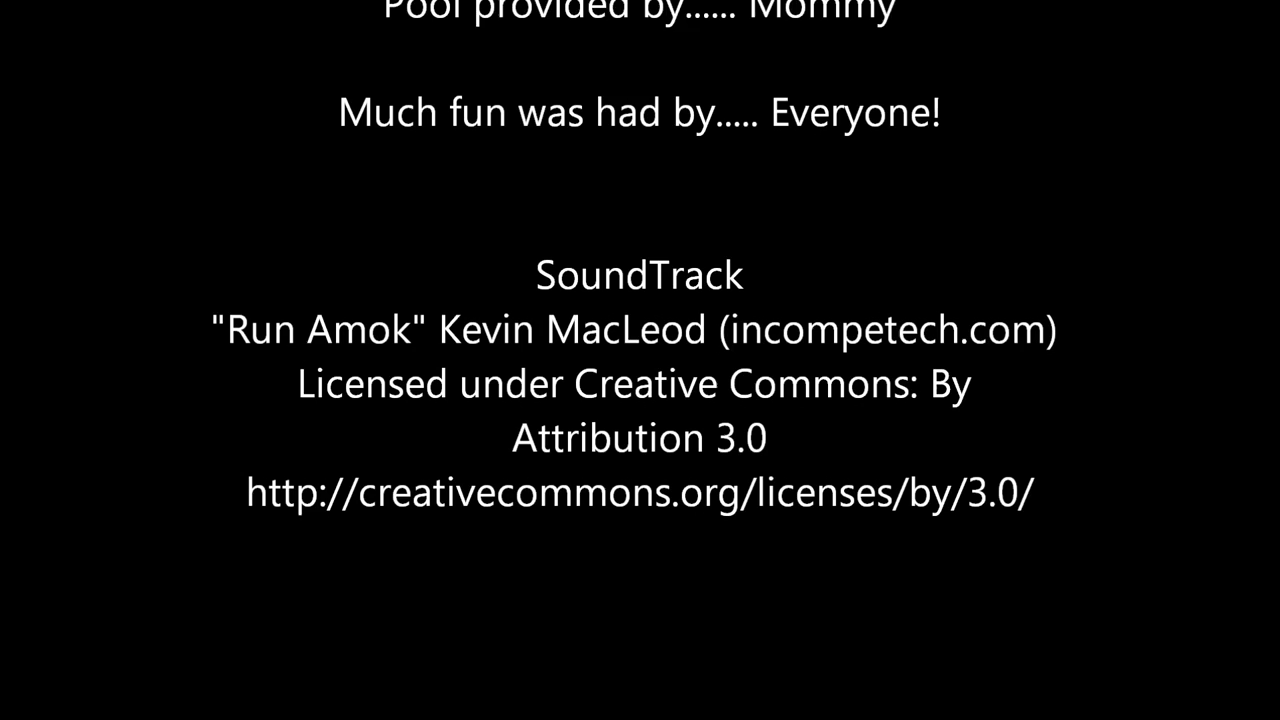 Pool provided by...... Mommy
Much fun was had by..... Everyone!
SoundTrack
"Run Amok" Kevin MacLeod (incompetech.com)
Licensed under Creative Commons: By
Attribution 3.0
http://creativecommons.org/licenses/by/3.0/